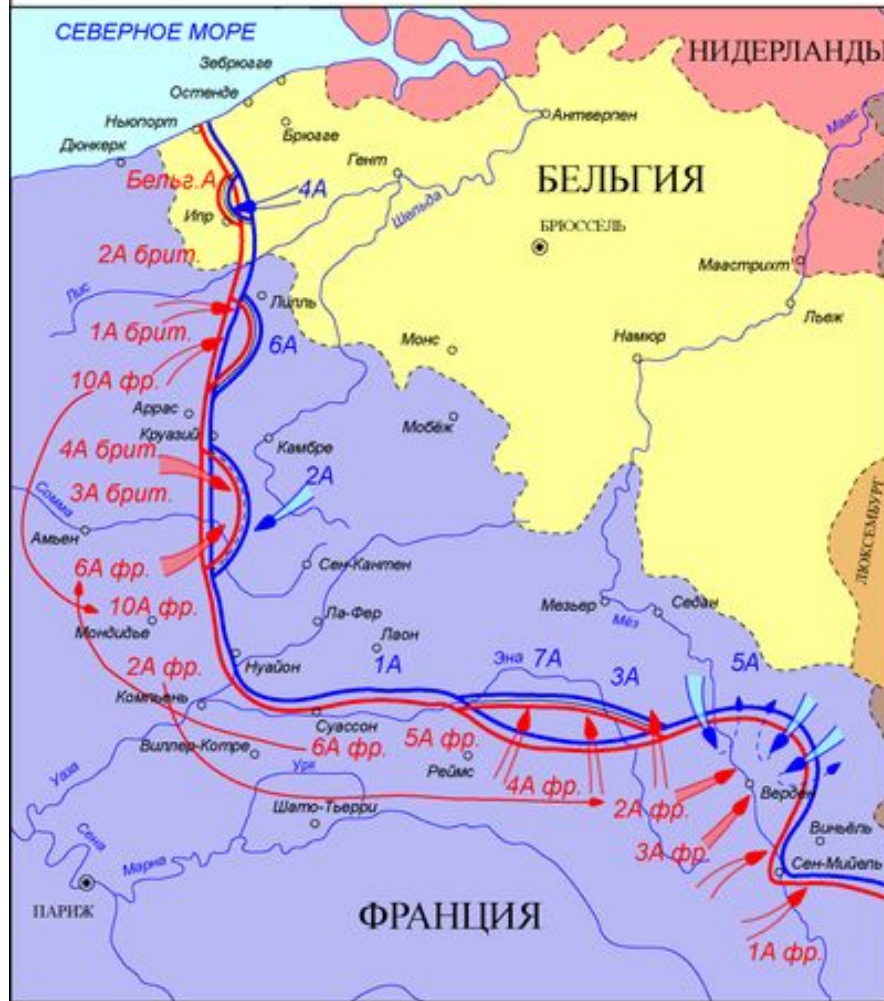 СЕВЕРНОЕ МОРЕ
НИДЕРЛАНДЫ
Зебрюгге
Остенде
Ньюпорт
Брюгге
Антверпен
Маас
Дюнкерк
Гент
Бельг.А
4А
БЕЛЬГИЯ
Шельда
Ипр
БРЮССЕЛЬ
2А брит.
Маастрихт
Лис
Лилль
1А брит.
6А
Льеж
Монс
Намюр
10А фр.
Аррас
Мобёж
Круазий
Камбре
4А брит.
2А
3А брит.
Сомма
ЛЮКСЕМБУРГ
Амьен
6А фр.
Сен-Кантен
10А фр.
Мезьер
Седан
Мёз
Мондидье
Ла-Фер
Лаон
2А фр.
Нуайон
1А
Эна
7А
3А
5А
Компьень
Суассон
Виллер-Котре
6А фр.
5А фр.
Реймс
Уаза
Урк
4А фр.
Верден
Шато-Тьерри
2А фр.
Сена
3А фр.
Виньёль
Марна
Сен-Мийель
ПАРИЖ
ФРАНЦИЯ
1А фр.